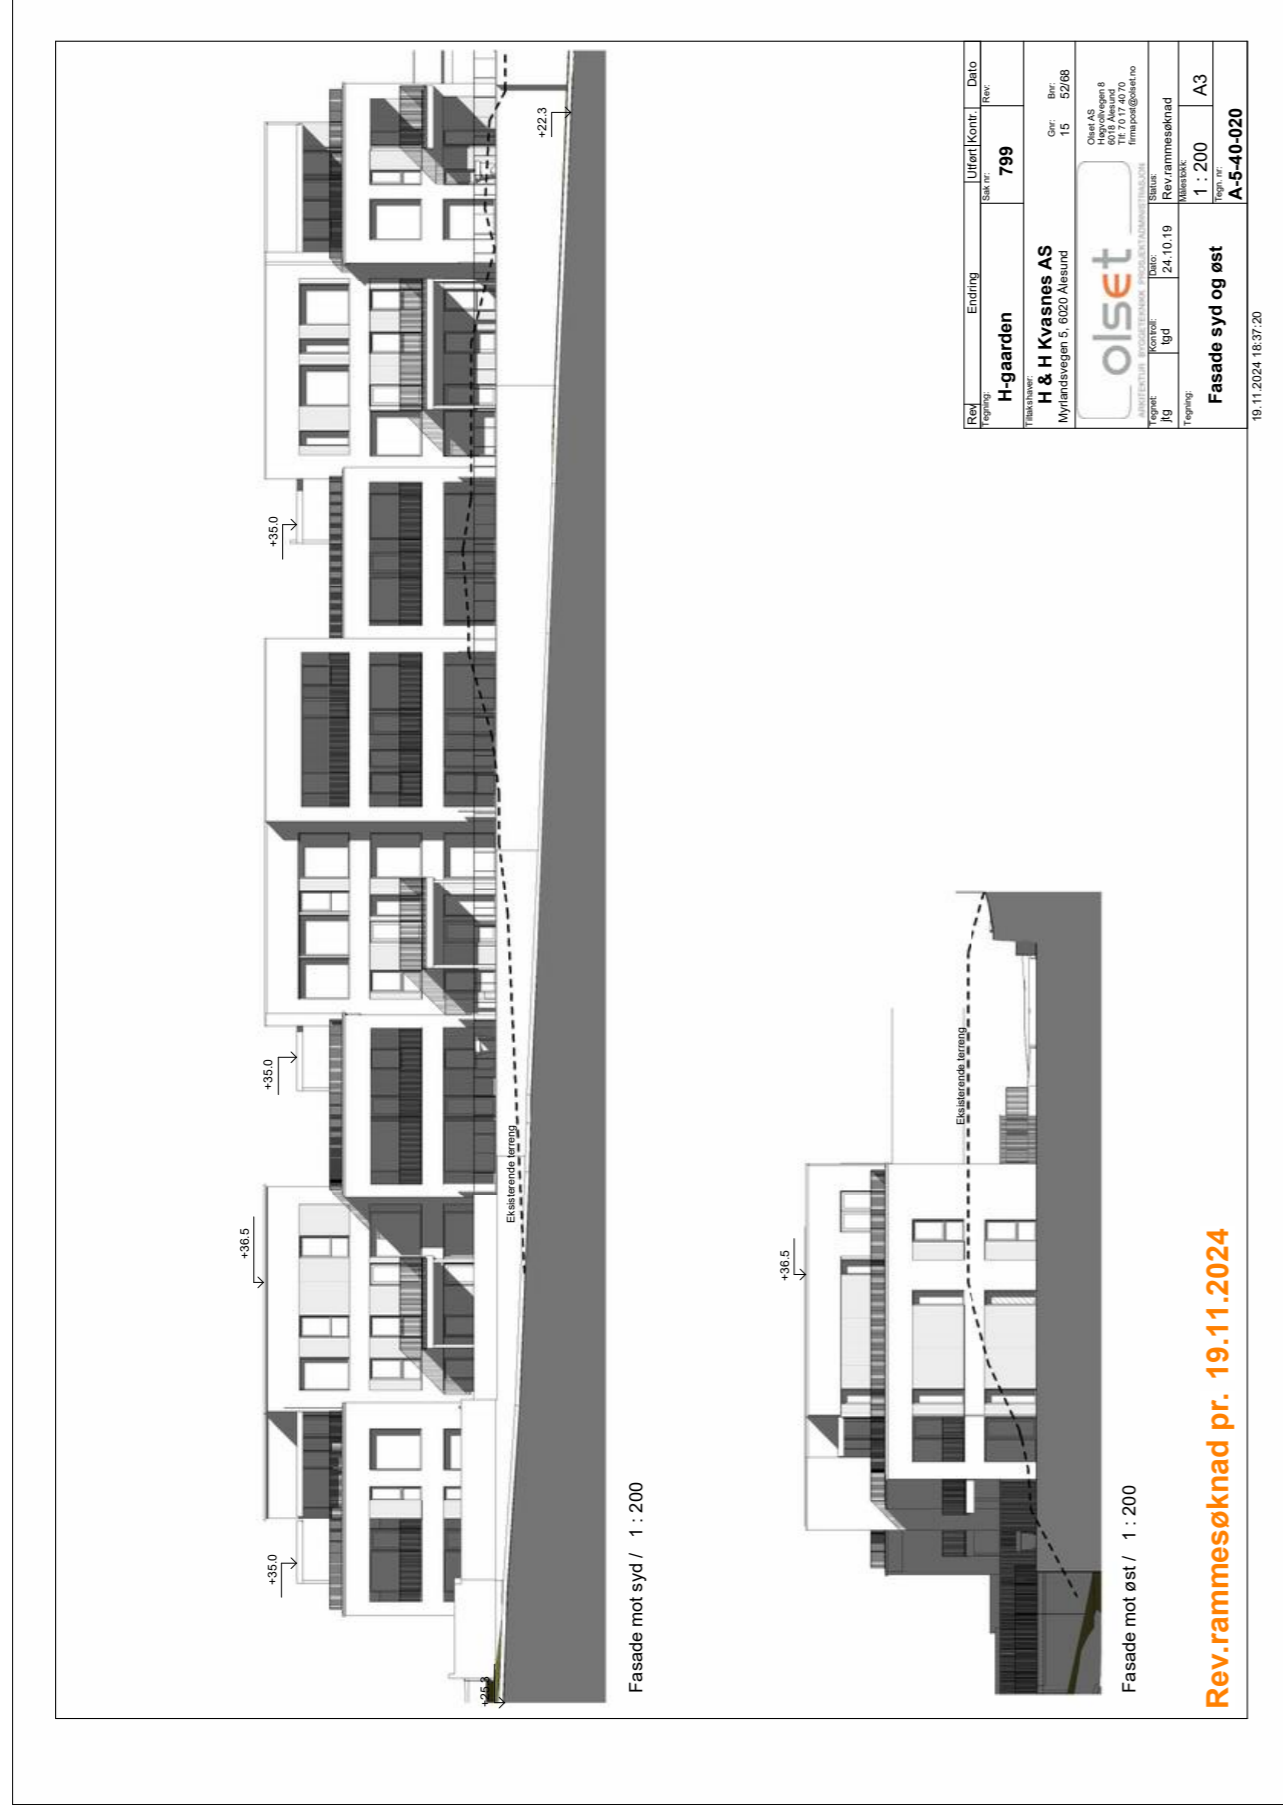 +35.0
+36.5
+35.0
+35.0
+22.3
+25.3
Eksisterende terreng
Fasade mot syd / 1 : 200
+36.5
Eksisterende terreng
Fasade mot øst / 1 : 200
Rev.rammesøknad pr. 19.11.2024
Rev Endring Utført Kontr. Dato
Tegning: Sak nr: Rev:
H-gaarden 799
Tiltakshaver:
H & H Kvasnes AS Gnr: Bnr:
Myrlandsvegen 5, 6020 Ålesund 15 52/68
olset
ARKITEKTUR BYGGETEKNIKK PROSJEKTADMINISTRASJON
Olset AS
Høgvollvegen 8
6018 Ålesund
Tlf: 70 17 40 70
firmapost@olset.no
Tegnet: Kontroll: Dato: Status:
jtg tgd 24.10.19 Rev.rammesøknad
Tegning: Målestokk:
Fasade syd og øst 1 : 200 A3
Tegn. nr:
A-5-40-020
19.11.2024 18:37:20